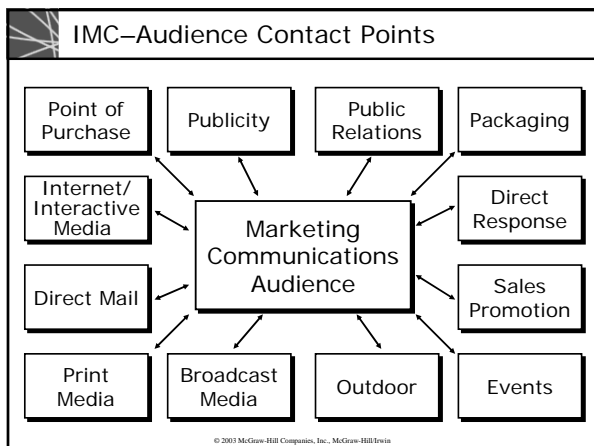 IMC–Audience Contact Points
Point of
Purchase
Publicity
Public
Relations
Packaging
Internet/
Interactive
Media
Marketing
Communications
Audience
Direct
Response
Direct Mail
Sales
Promotion
Print
Media
Broadcast
Media
Outdoor
Events
© 2003 McGraw-Hill Companies, Inc., McGraw-Hill/Irwin